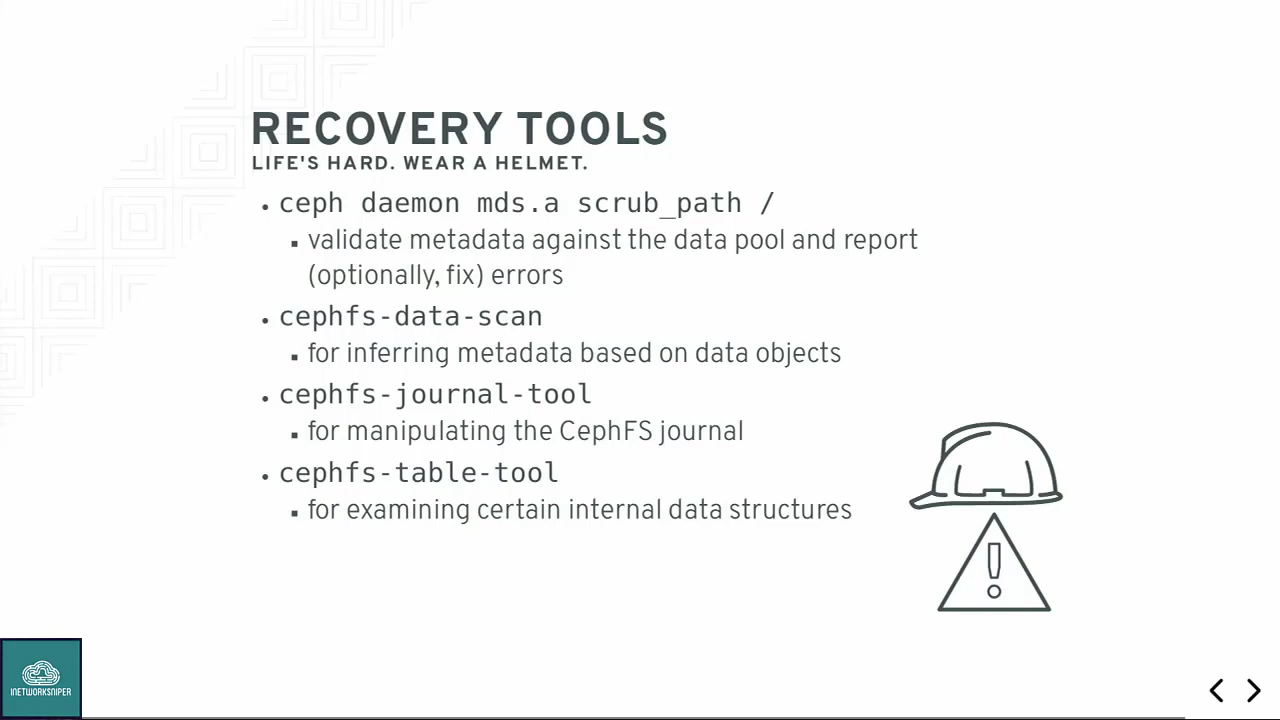 RECOVERY TOOLS
LIFE'S HARD. WEAR A HELMET.
ceph daemon mds.a scrub_path /
validate metadata against the data pool and report
(optionally, fix) errors
cephfs-data-scan
for inferring metadata based on data objects
cephfs-journal-tool
for manipulating the CephFS journal
cephfs-table-tool
for examining certain internal data structures
INETWORKSNIPER